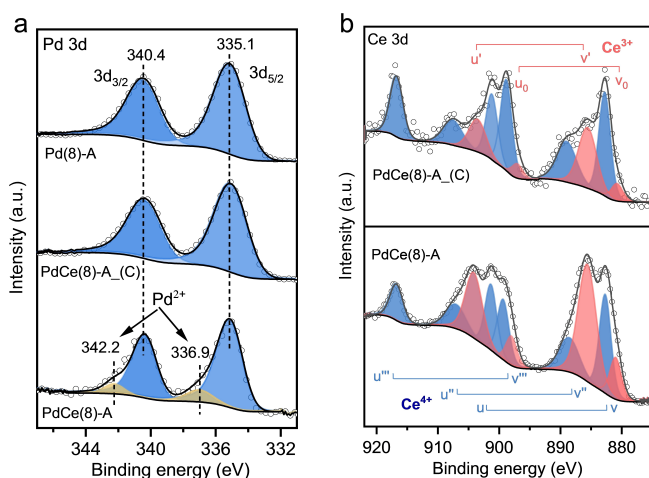 a
Pd 3d
340.4
335.1
3d3/2
3d5/2
Pd(8)-A
PdCe(8)-A_(C)
Pd2+
342.2
336.9
PdCe(8)-A
344
340
336
332
Binding energy (eV)
Intensity (a.u.)
b
Ce 3d
u'
v'
Ce3+
u0
v0
PdCe(8)-A_(C)
PdCe(8)-A
u'''
v'''
u''
v''
Ce4+
u
v
920
910
900
890
880
Binding energy (eV)
Intensity (a.u.)